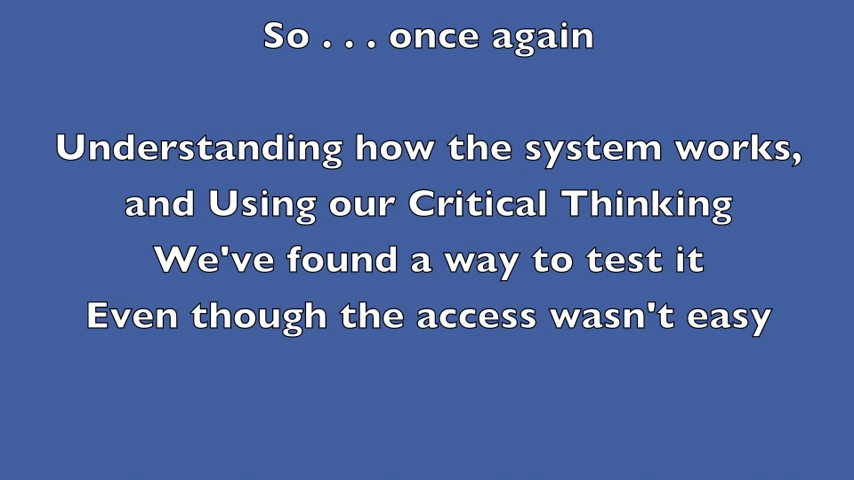 So . . . once again
Understanding how the system works,
and Using our Critical Thinking
We've found a way to test it
Even though the access wasn't easy